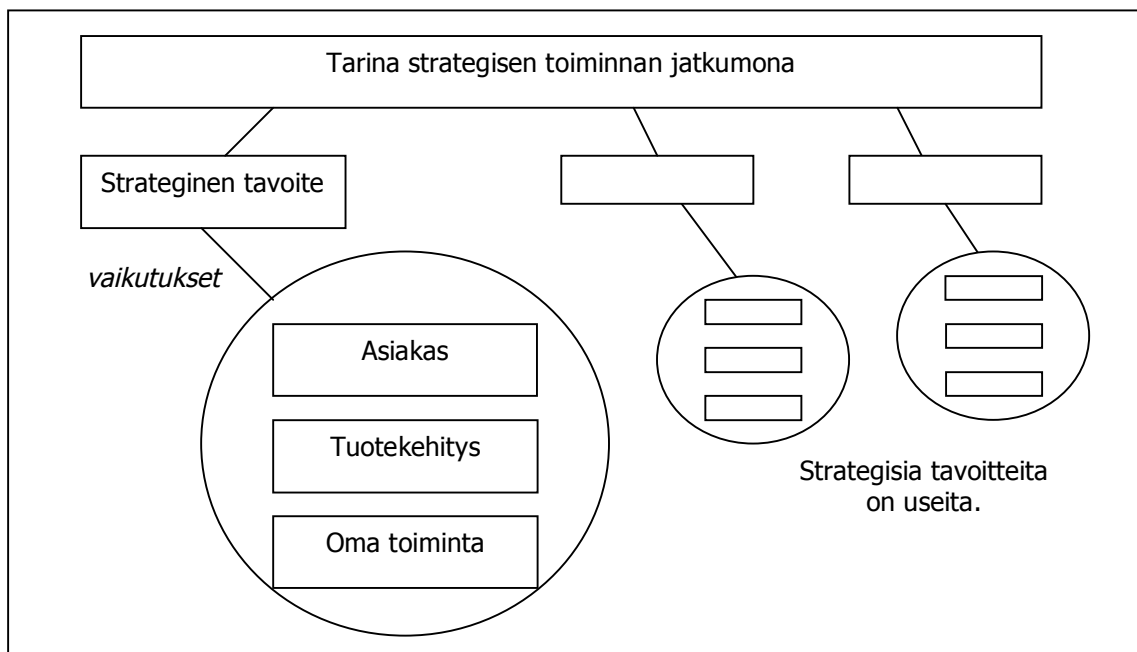 Tarina strategisen toiminnan jatkumona
Strateginen tavoite
vaikutukset
Asiakas
Tuotekehitys
Oma toiminta
Strategisia tavoitteita
on useita.